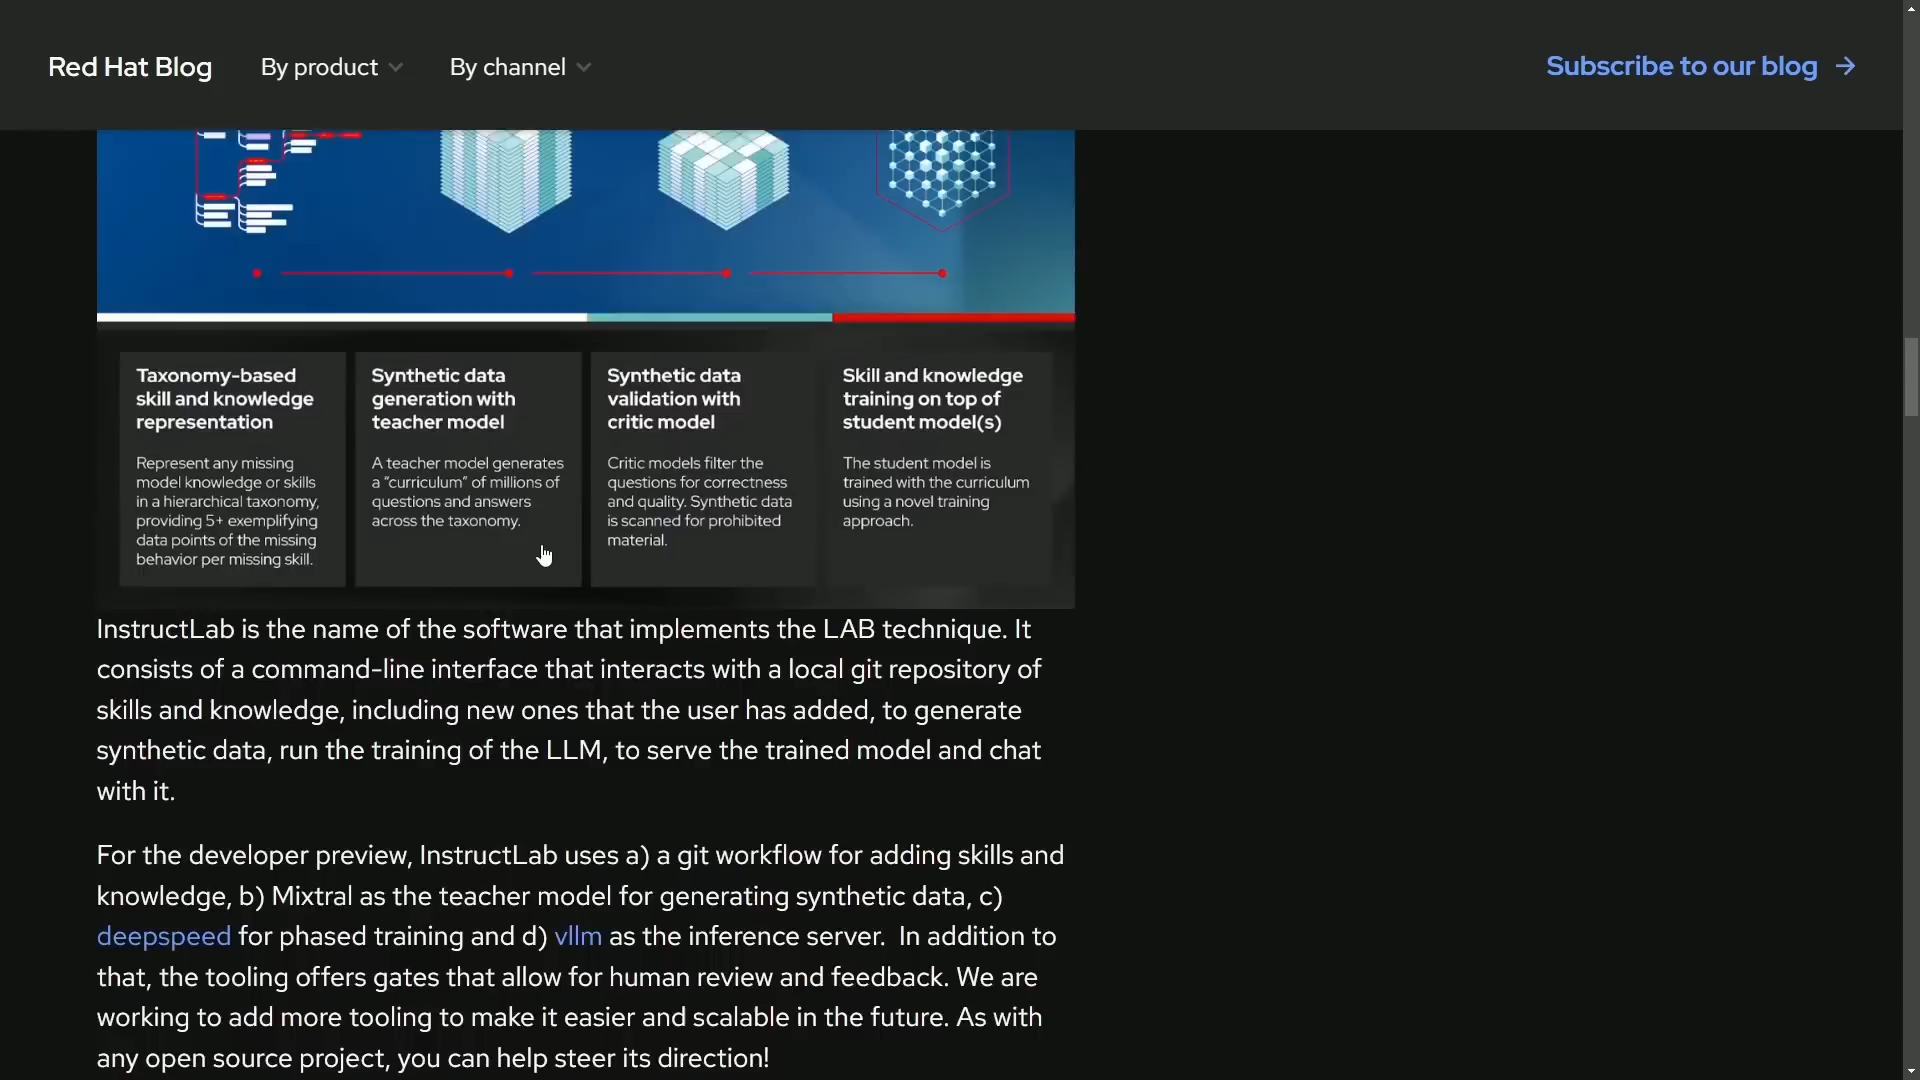 Red Hat Blog
By product
By channel
Subscribe to our blog
Taxonomy-based
skill and knowledge
representation
Represent any missing
model knowledge or skills
in a hierarchical taxonomy,
providing 5+ exemplifying
data points of the missing
behavior per missing skill.
Synthetic data
generation with
teacher model
A teacher model generates
a "curriculum" of millions of
questions and answers
across the taxonomy.
Synthetic data
validation with
critic model
Critic models filter the
questions for correctness
and quality. Synthetic data
is scanned for prohibited
material.
Skill and knowledge
training on top of
student model(s)
The student model is
trained with the curriculum
using a novel training
approach.
InstructLab is the name of the software that implements the LAB technique. It
consists of a command-line interface that interacts with a local git repository of
skills and knowledge, including new ones that the user has added, to generate
synthetic data, run the training of the LLM, to serve the trained model and chat
with it.
For the developer preview, InstructLab uses a) a git workflow for adding skills and
knowledge, b) Mixtral as the teacher model for generating synthetic data, c)
deepspeed for phased training and d) vllm as the inference server.  In addition to
that, the tooling offers gates that allow for human review and feedback. We are
working to add more tooling to make it easier and scalable in the future. As with
any open source project, you can help steer its direction!